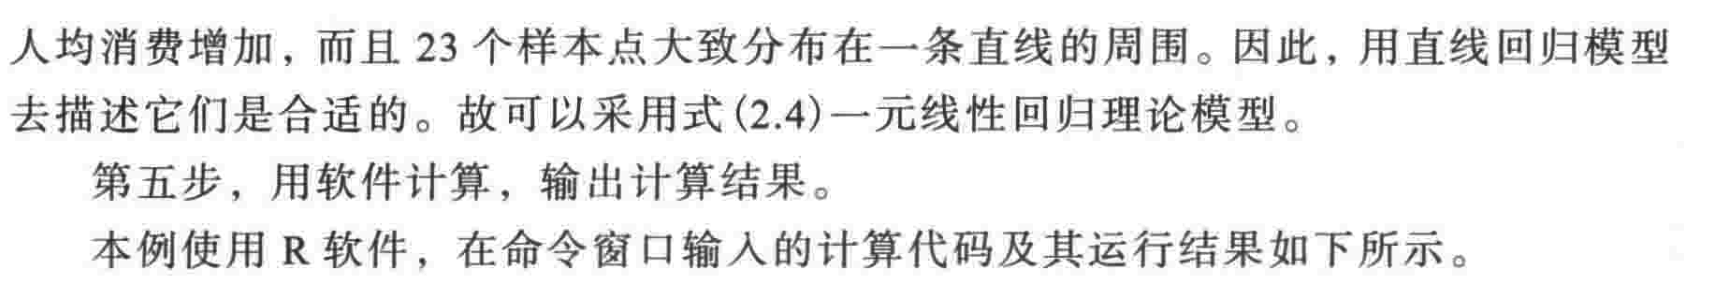 人均消费增加，而且 23 个样本点大致分布在一条直线的周围。因此，用直线回归模型
去描述它们是合适的。故可以采用式(2.4)一元线性回归理论模型。
第五步，用软件计算，输出计算结果。
本例使用 R 软件，在命令窗口输入的计算代码及其运行结果如下所示。